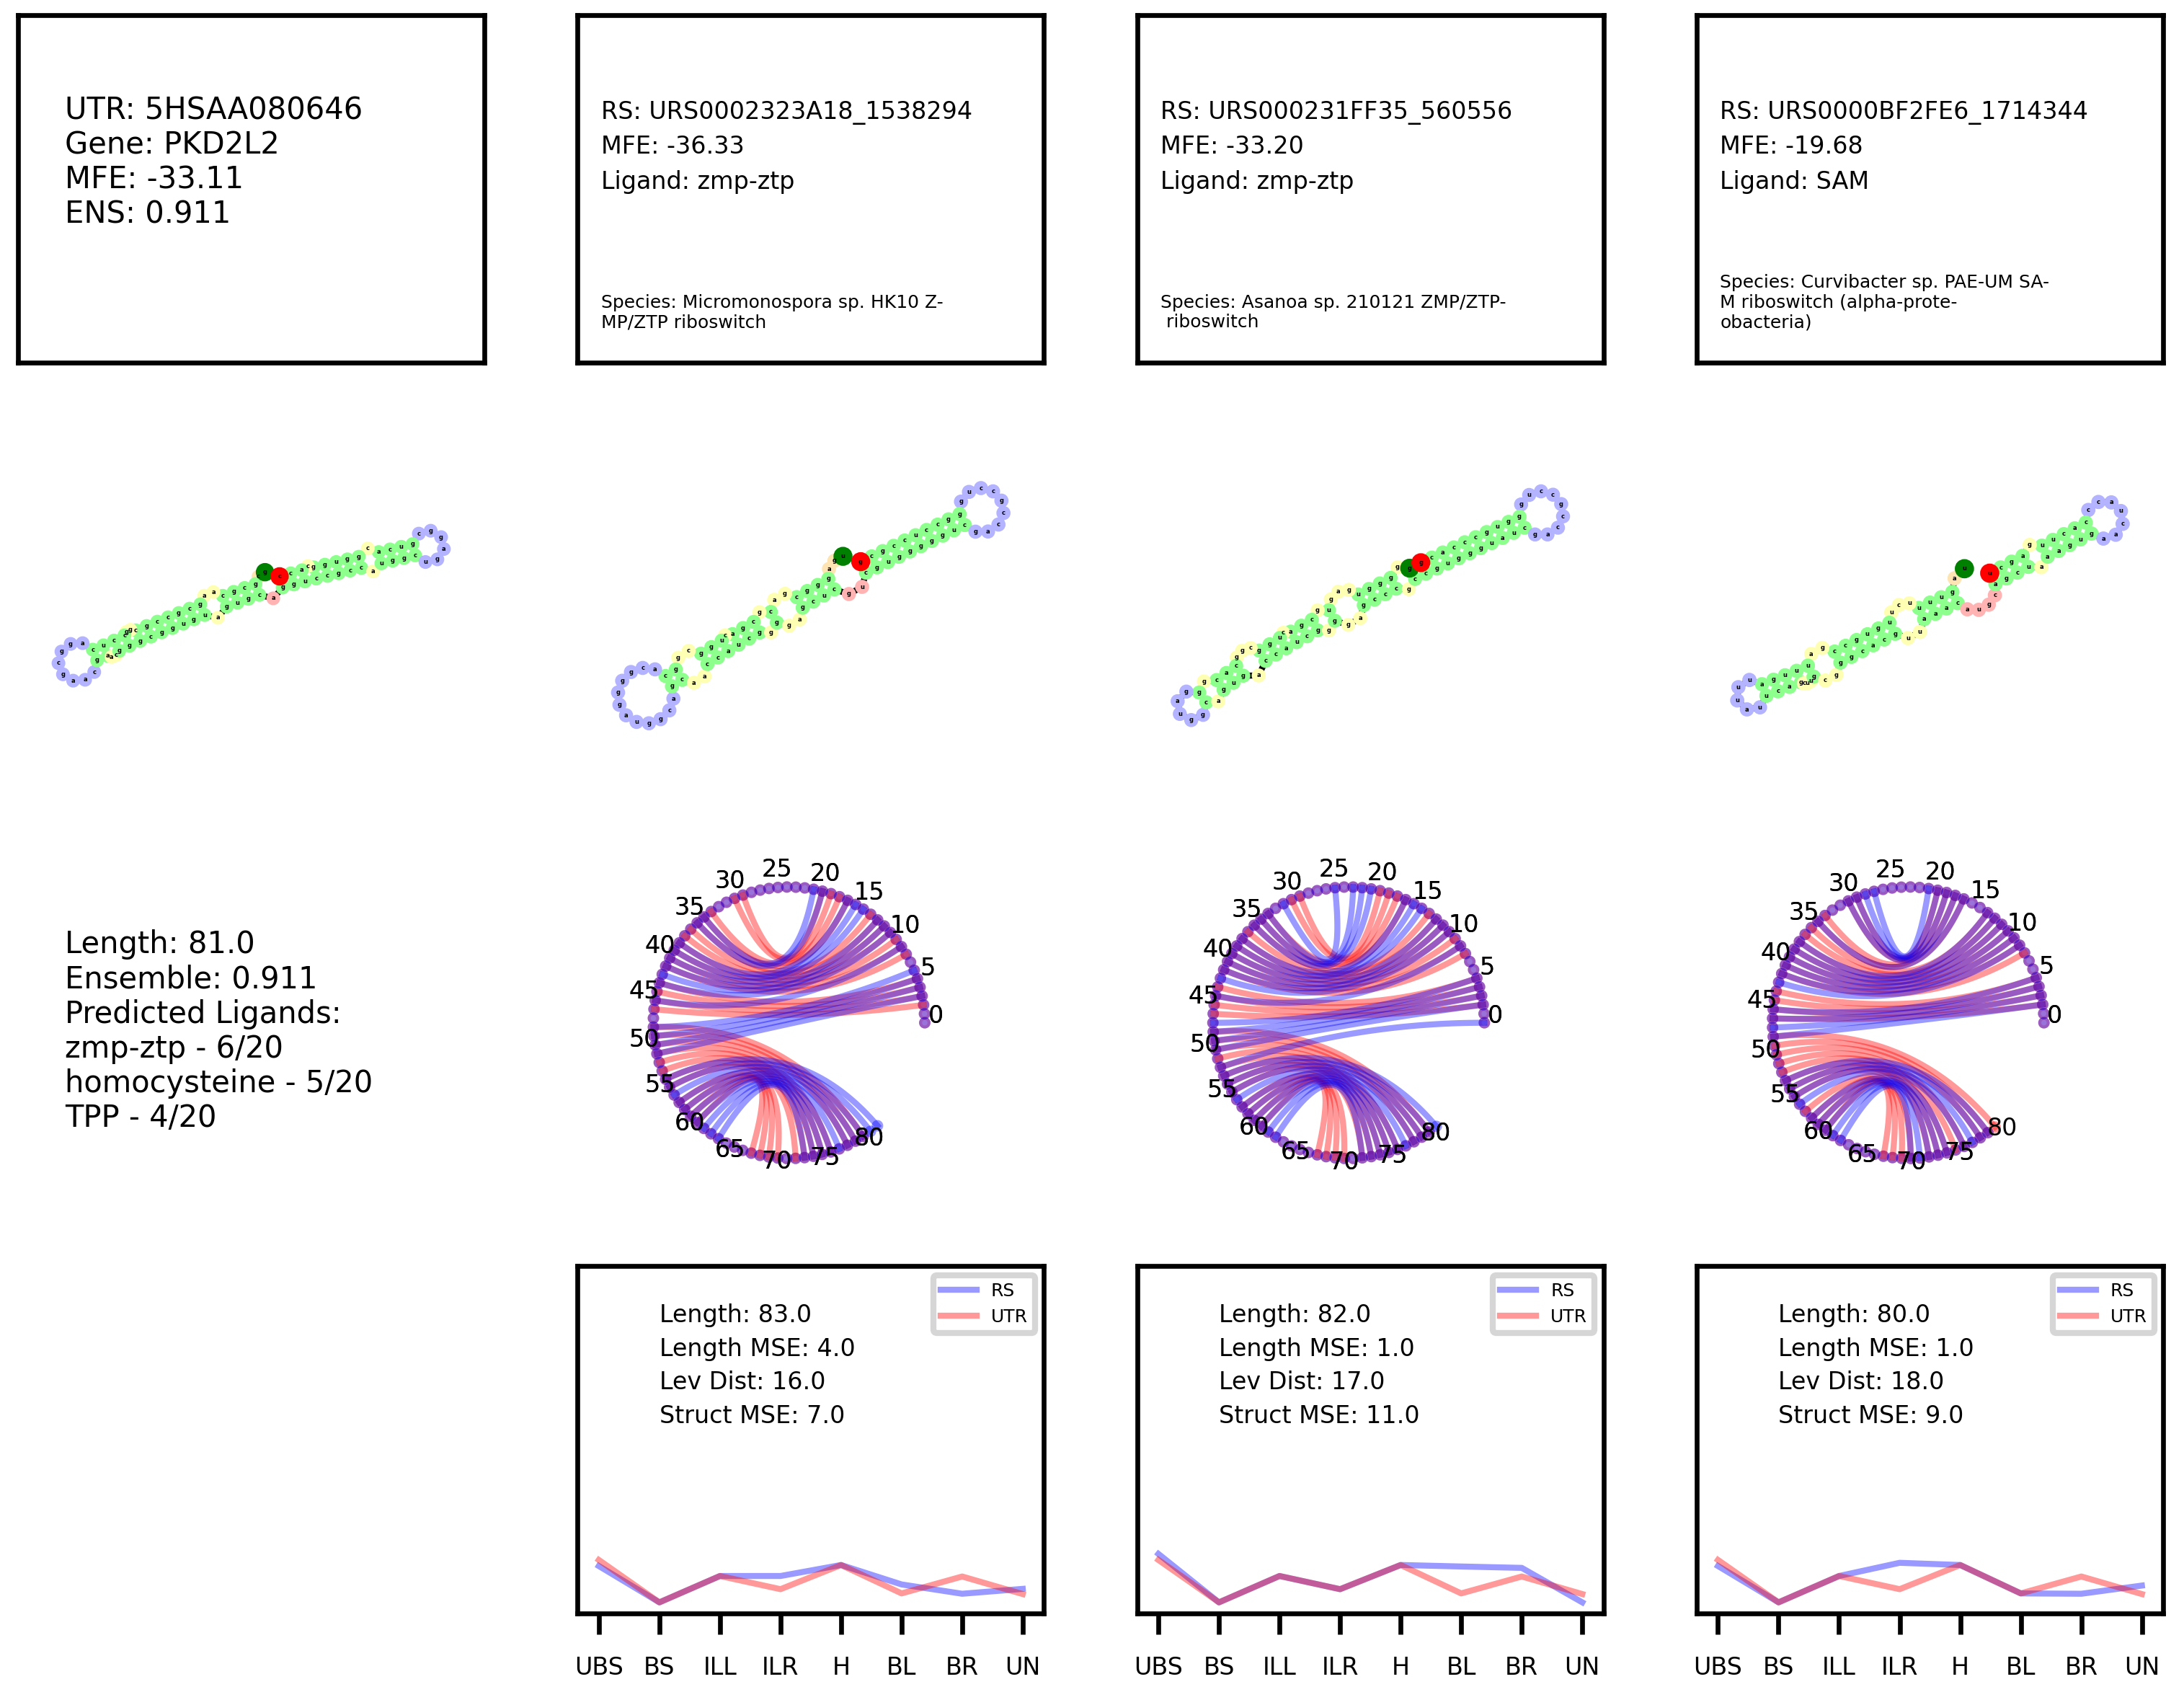 UTR: 5HSAA080646
Gene: PKD2L2
MFE: -33.11
ENS: 0.911
RS: URS0002323A18_1538294
MFE: -36.33
Ligand: zmp-ztp
Species: Micromonospora sp. HK10 Z-
MP/ZTP riboswitch
RS: URS000231FF35_560556
MFE: -33.20
Ligand: zmp-ztp
Species: Asanoa sp. 210121 ZMP/ZTP-
riboswitch
RS: URS0000BF2FE6_1714344
MFE: -19.68
Ligand: SAM
Species: Curvibacter sp. PAE-UM SA-
M riboswitch (alpha-prote-
obacteria)
Length: 81.0
Ensemble: 0.911
Predicted Ligands:
zmp-ztp - 6/20
homocysteine - 5/20
TPP - 4/20
0
5
10
15
20
25
30
35
40
45
50
55
60
65
70
75
80
0
5
10
15
20
25
30
35
40
45
50
55
60
65
70
75
80
0
5
10
15
20
25
30
35
40
45
50
55
60
65
70
75
80
RS
UTR
Length: 83.0
Length MSE: 4.0
Lev Dist: 16.0
Struct MSE: 7.0
UBS BS ILL ILR H BL BR UN
RS
UTR
Length: 82.0
Length MSE: 1.0
Lev Dist: 17.0
Struct MSE: 11.0
UBS BS ILL ILR H BL BR UN
RS
UTR
Length: 80.0
Length MSE: 1.0
Lev Dist: 18.0
Struct MSE: 9.0
UBS BS ILL ILR H BL BR UN